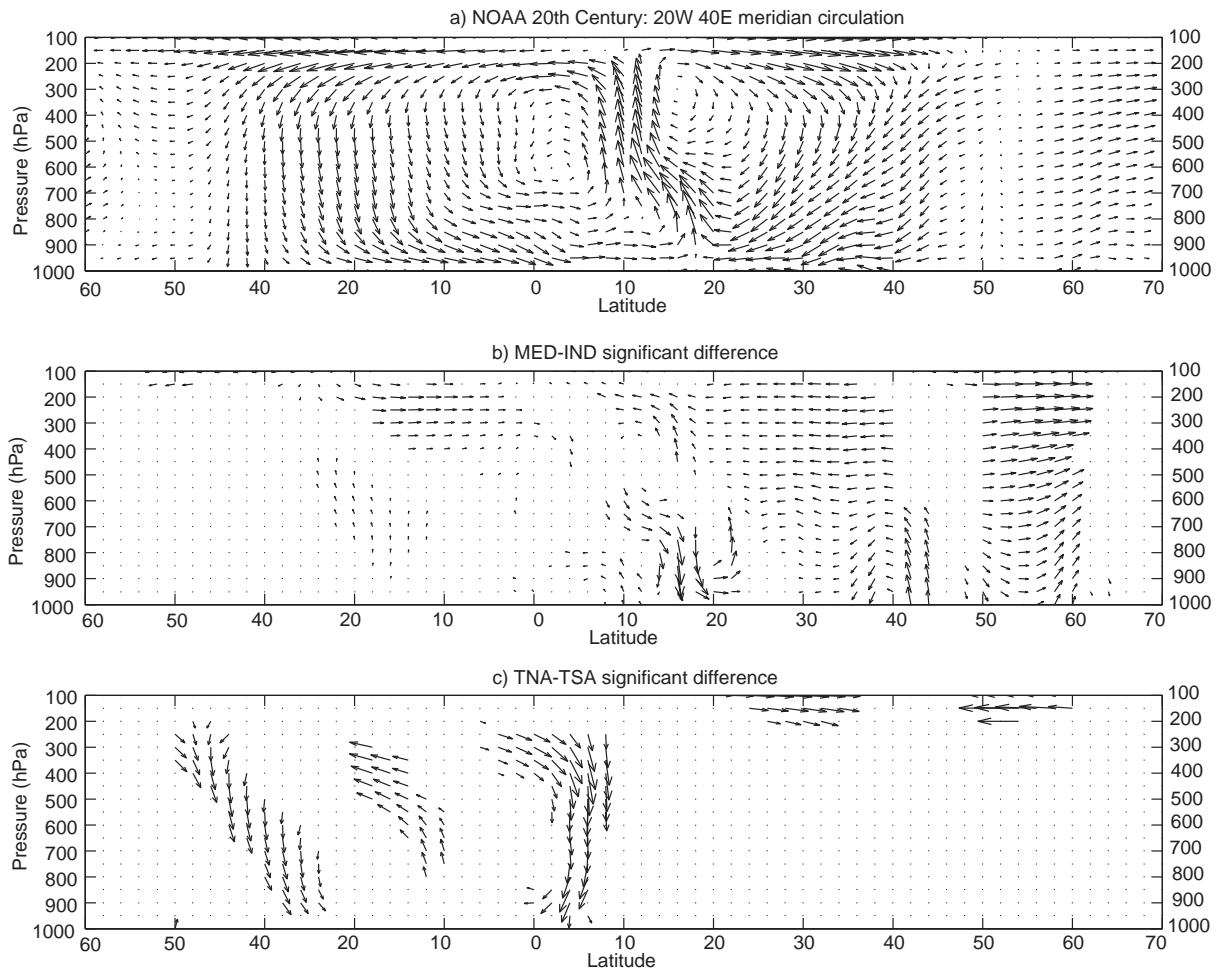 a) NOAA 20th Century: 20W 40E meridian circulation
100 100
200 200
300 300
400 400
500 500
600 600
700 700
800 800
900 900
1000 1000
Pressure (hPa)
60 50 40 20 10 0 10 20 30 40 50 60 70
Latitude
b) MED-IND significant difference
100 100
200 200
300 300
400 400
500 500
600 600
700 700
800 800
900 900
1000 1000
Pressure (hPa)
60 50 40 20 10 0 10 20 30 40 50 60 70
Latitude
c) TNA-TSA significant difference
100 100
200 200
300 300
400 400
500 500
600 600
700 700
800 800
900 900
1000 1000
Pressure (hPa)
60 50 40 20 10 0 10 20 30 40 50 60 70
Latitude